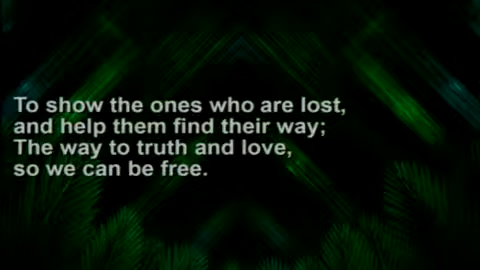 To show the ones who are lost,
and help them find their way;
The way to truth and love,
so we can be free.